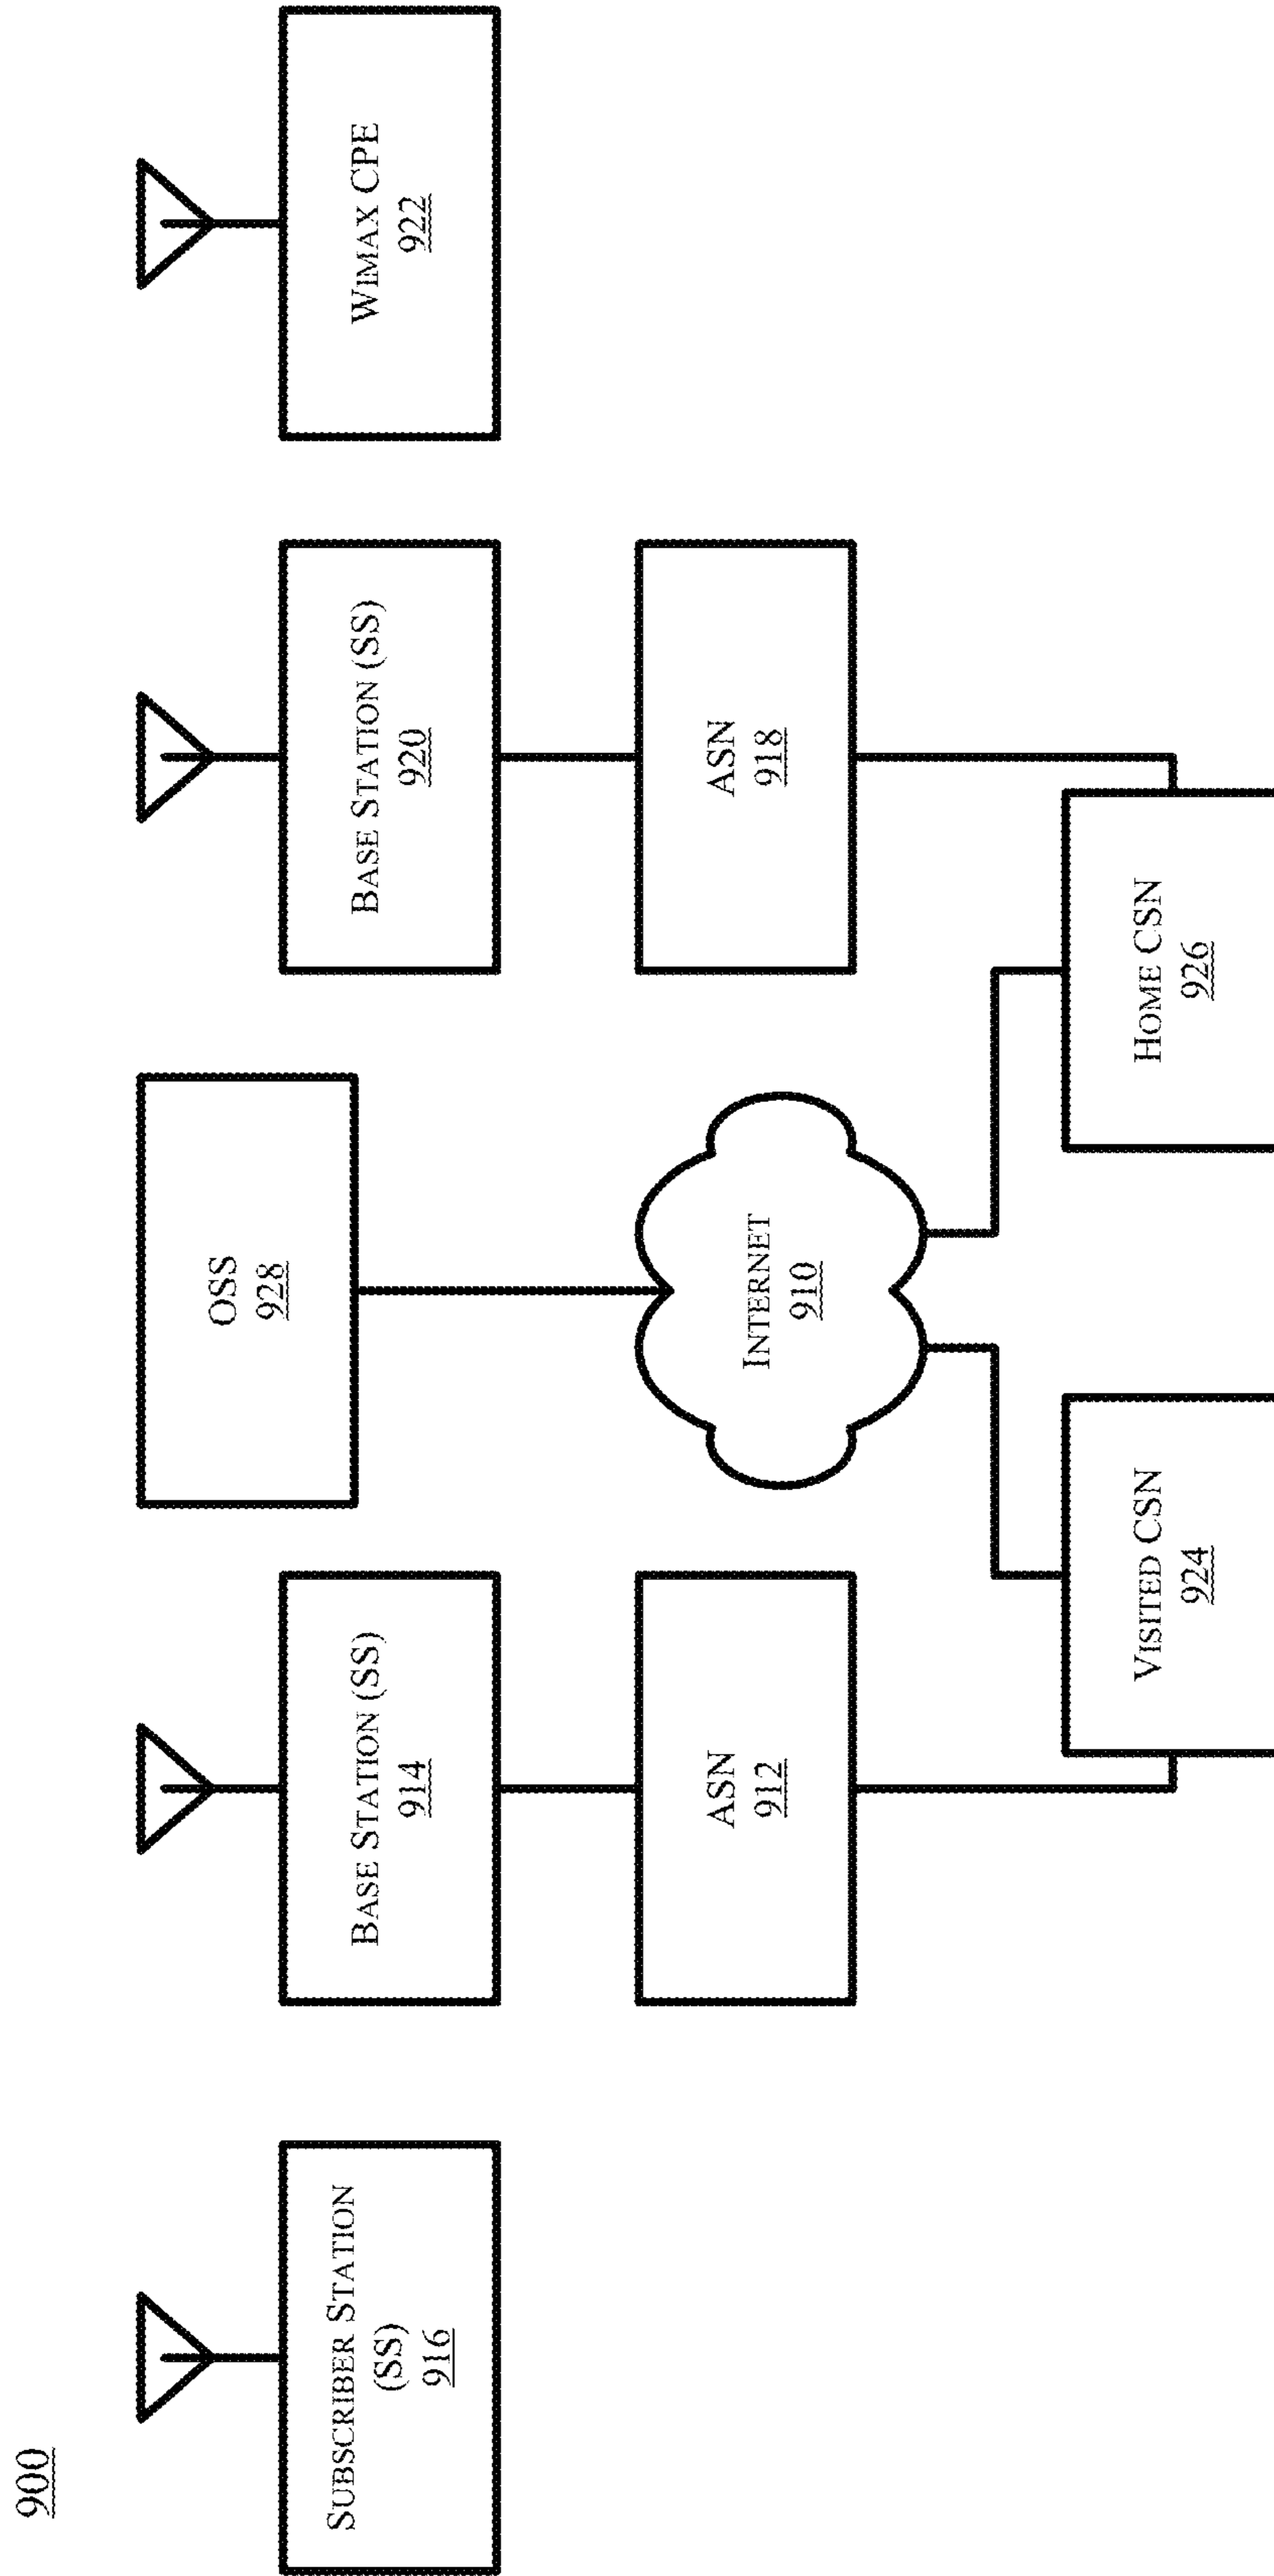 900
SUBSCRIBER STATION
(SS)
916
BASE STATION (SS)
914
OSS
928
BASE STATION (SS)
920
WIMAX CPE
922
ASN
912
INTERNET
910
ASN
918
VISITED CSN
924
HOME CSN
926